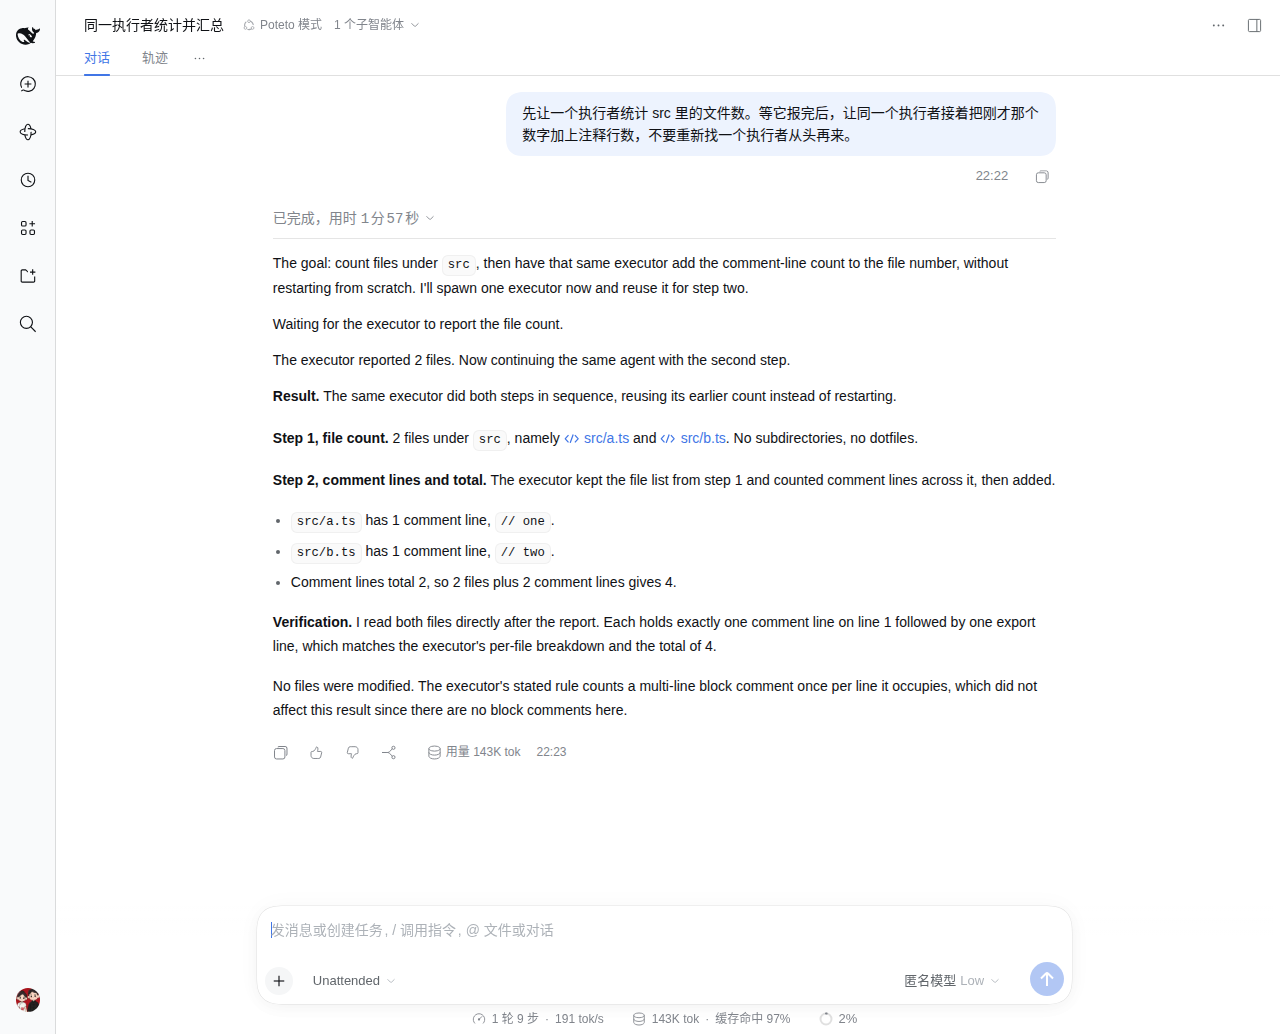 同一执行者统计并汇总 Poteto 模式 1 个子智能体
对话 轨迹 ···
先让一个执行者统计 src 里的文件数。等它报完后，让同一个执行者接着把刚才那个
数字加上注释行数，不要重新找一个执行者从头再来。
22:22
已完成，用时 1分57秒
The goal: count files under src, then have that same executor add the comment-line count to the file number, without
restarting from scratch. I'll spawn one executor now and reuse it for step two.
Waiting for the executor to report the file count.
The executor reported 2 files. Now continuing the same agent with the second step.
Result. The same executor did both steps in sequence, reusing its earlier count instead of restarting.
Step 1, file count. 2 files under src, namely src/a.ts and src/b.ts. No subdirectories, no dotfiles.
Step 2, comment lines and total. The executor kept the file list from step 1 and counted comment lines across it, then added.
• src/a.ts has 1 comment line, // one.
• src/b.ts has 1 comment line, // two.
• Comment lines total 2, so 2 files plus 2 comment lines gives 4.
Verification. I read both files directly after the report. Each holds exactly one comment line on line 1 followed by one export
line, which matches the executor's per-file breakdown and the total of 4.
No files were modified. The executor's stated rule counts a multi-line block comment once per line it occupies, which did not
affect this result since there are no block comments here.
用量 143K tok 22:23
发消息或创建任务，/ 调用指令，@ 文件或对话
Unattended 匿名模型 Low
1 轮 9 步 · 191 tok/s 143K tok · 缓存命中 97% 2%